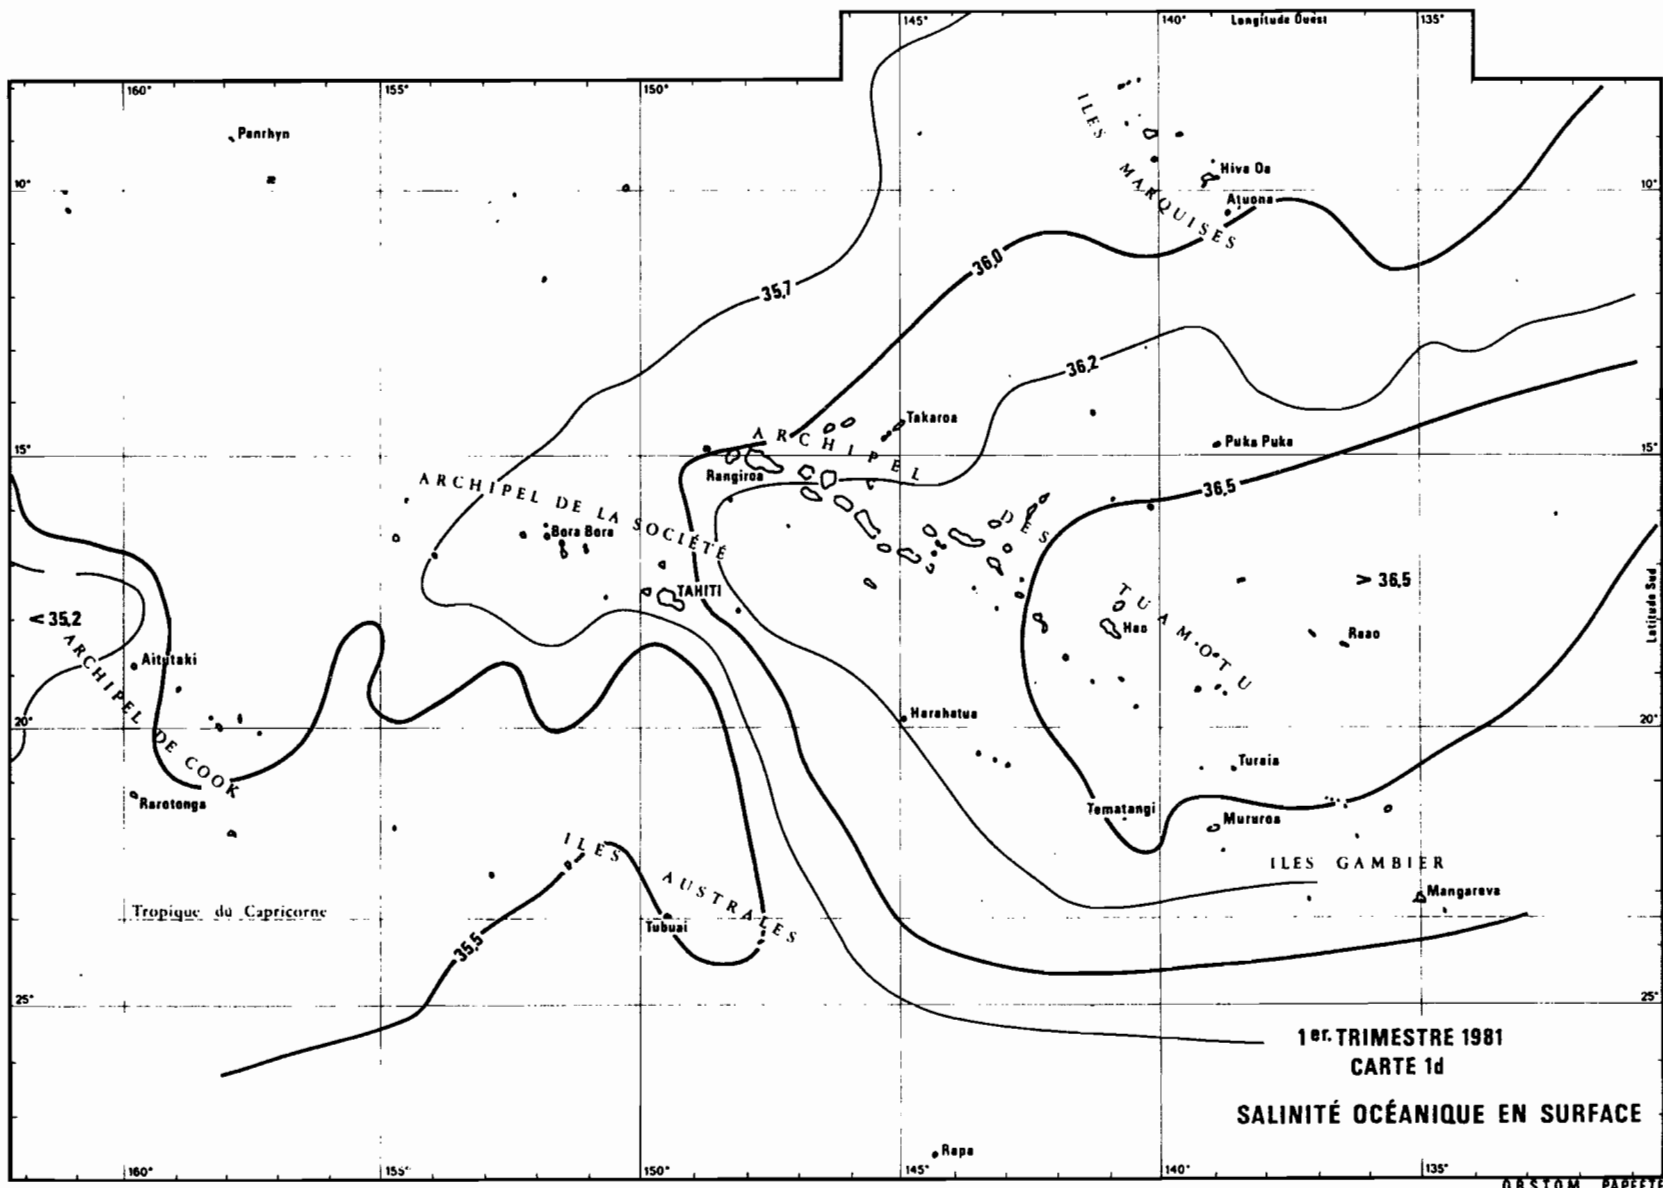 145°
140°
Longitude Ouest
135°
160°
155°
150°
Penrhyn
ILES MARQUISES
Hiva Oa
Atuona
10°
10°
36,0
35,7
36,2
Takaroa
ARCHIPEL DES TUAMOTU
Puka Puka
15°
15°
Rangiroa
36,5
ARCHIPEL DE LA SOCIÉTÉ
Bora Bora
TAHITI
> 36,5
< 35,2
Hao
Reao
Latitude Sud
ARCHIPEL DE COOK
Aitutaki
Harahatua
20°
20°
Tureia
Rarotonga
Tematangi
Mururoa
ILES AUSTRALES
ILES GAMBIER
Mangareva
Tropique du Capricorne
Tubuai
35,5
25°
25°
1er. TRIMESTRE 1981
CARTE 1d
SALINITÉ OCÉANIQUE EN SURFACE
Rapa
160°
155°
150°
145°
140°
135°
O.R.S.T.O.M. PAPEETE